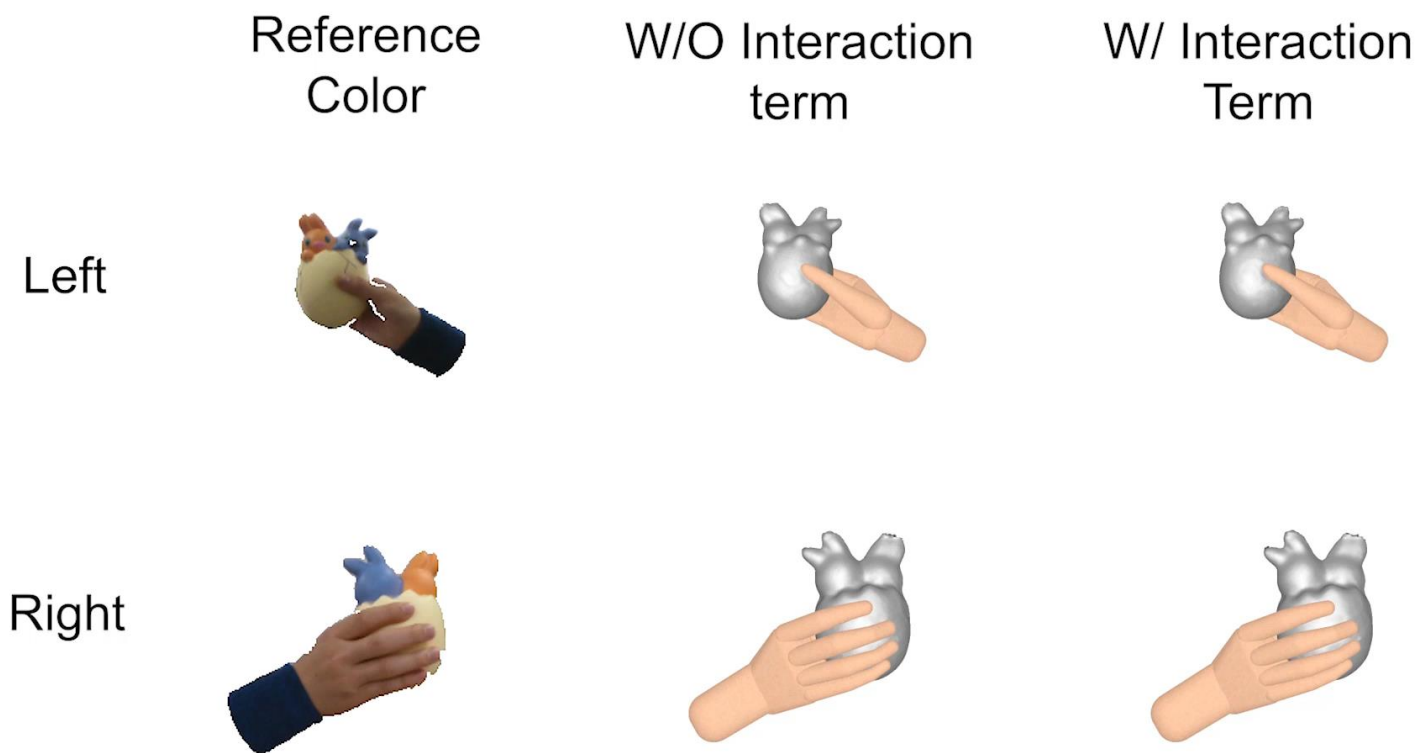 Reference
Color
W/O Interaction
term
W/ Interaction
Term
Left
Right